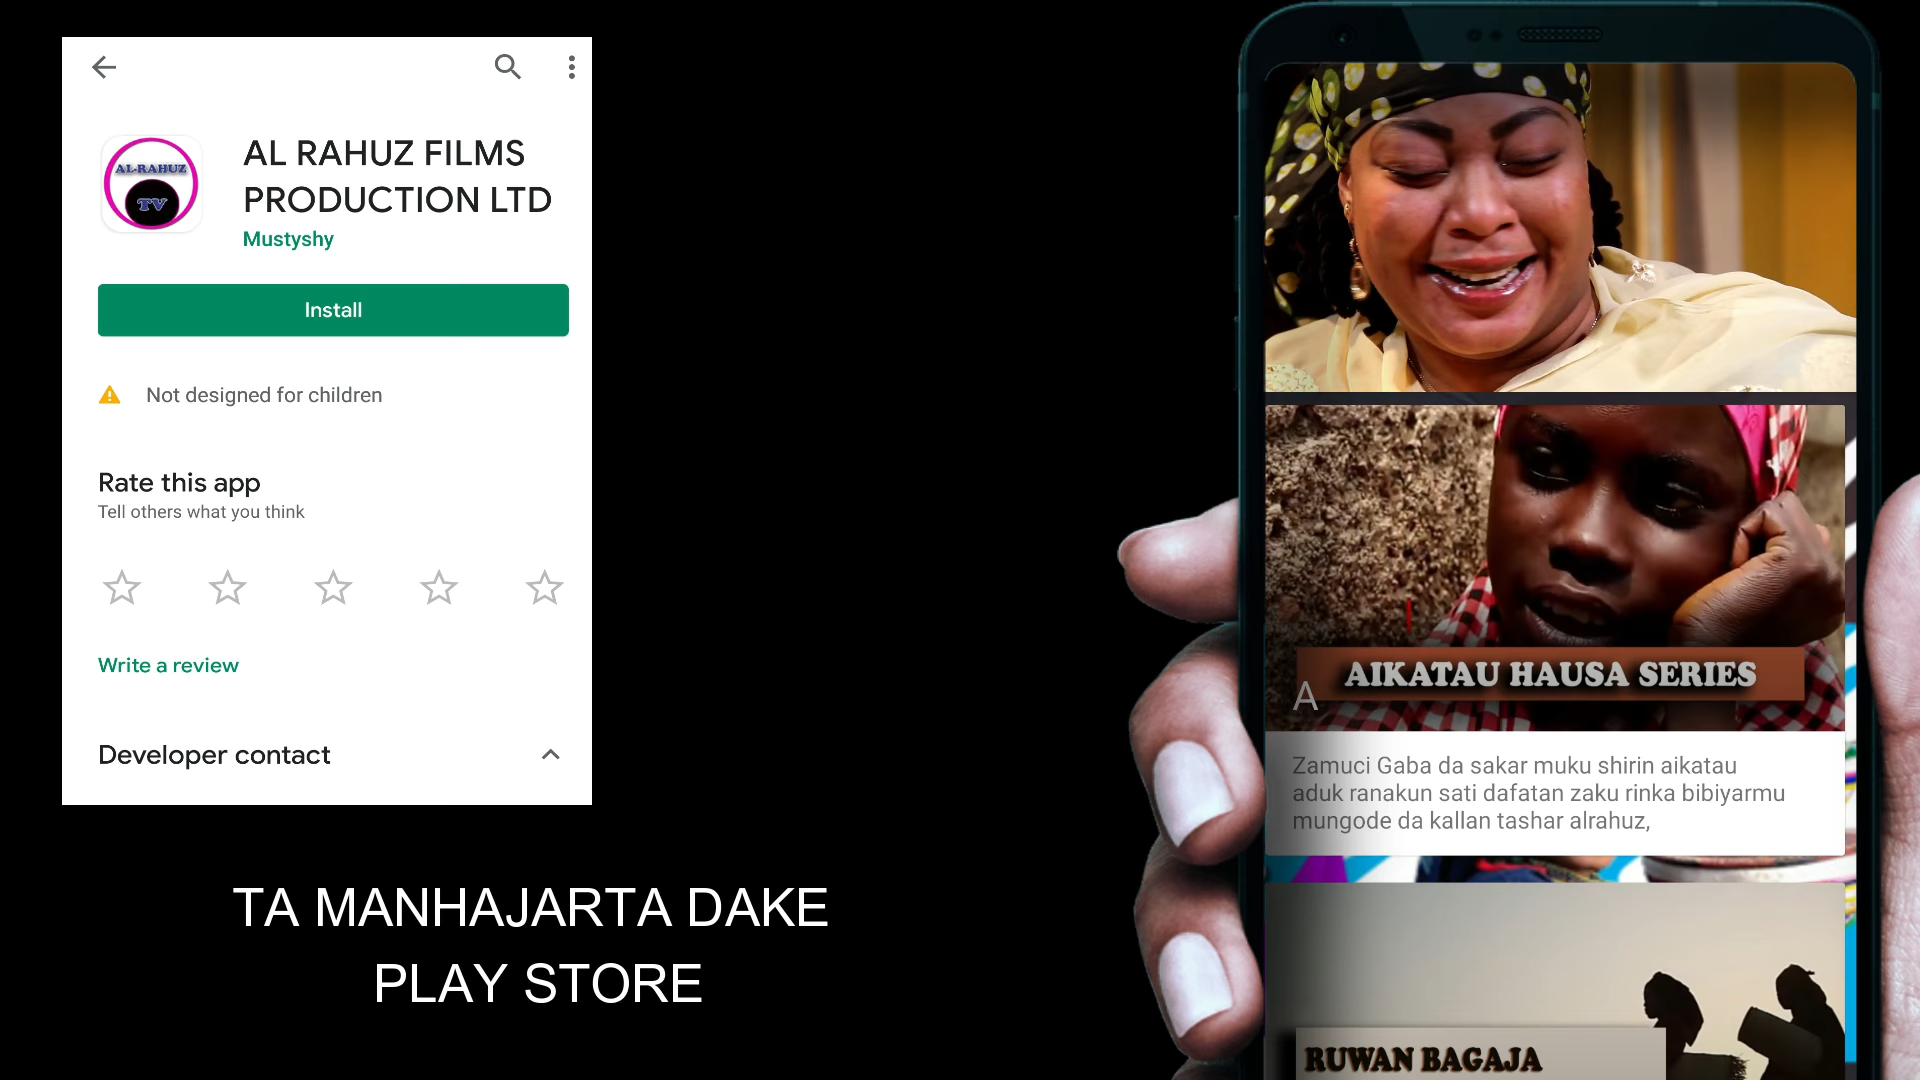 AL-RAHUZ
TV
AL RAHUZ FILMS
PRODUCTION LTD
Mustyshy
Install
Not designed for children
Rate this app
Tell others what you think
Write a review
Developer contact
TA MANHAJARTA DAKE
PLAY STORE
AIKATAU HAUSA SERIES
A
Zamuci Gaba da sakar muku shirin aikatau
aduk ranakun sati dafatan zaku rinka bibiyarmu
mungode da kallan tashar alrahuz,
RUWAN BAGAJA